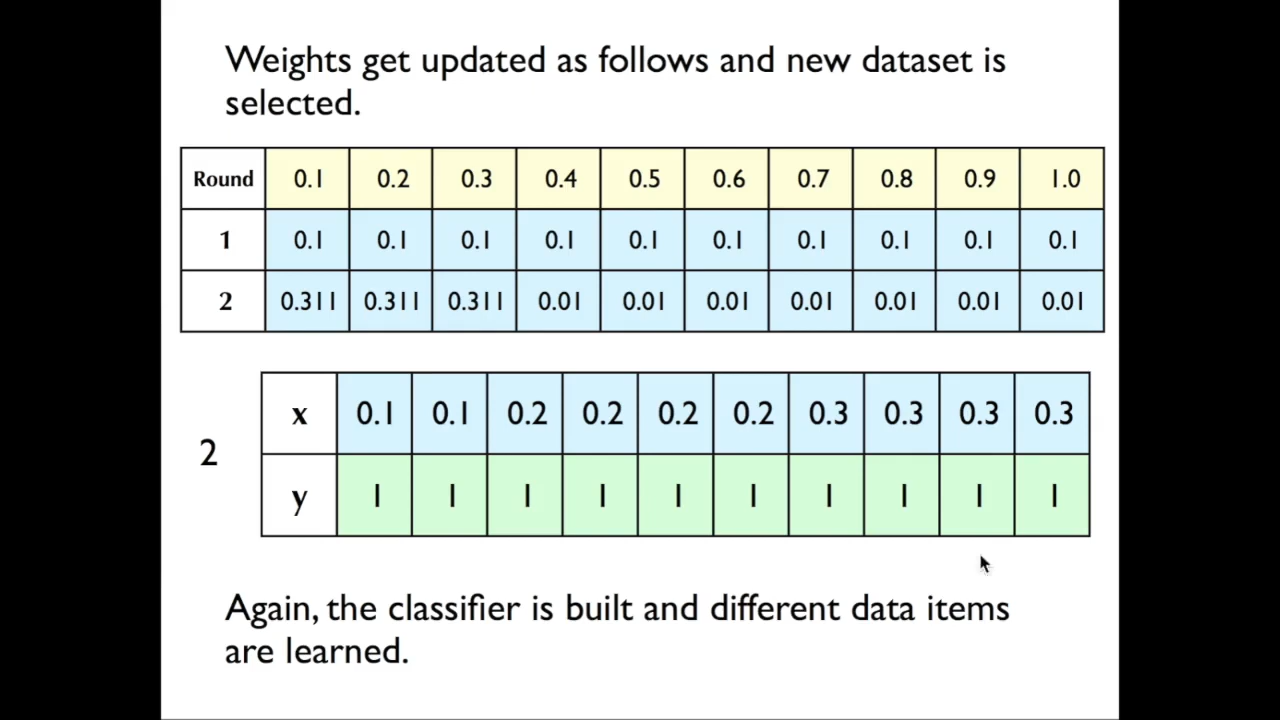 Weights get updated as follows and new dataset is
selected.
Round 0.1 0.2 0.3 0.4 0.5 0.6 0.7 0.8 0.9 1.0
1 0.1 0.1 0.1 0.1 0.1 0.1 0.1 0.1 0.1 0.1
2 0.311 0.311 0.311 0.01 0.01 0.01 0.01 0.01 0.01 0.01
x 0.1 0.1 0.2 0.2 0.2 0.2 0.3 0.3 0.3 0.3
2
y 1 1 1 1 1 1 1 1 1 1
Again, the classifier is built and different data items
are learned.